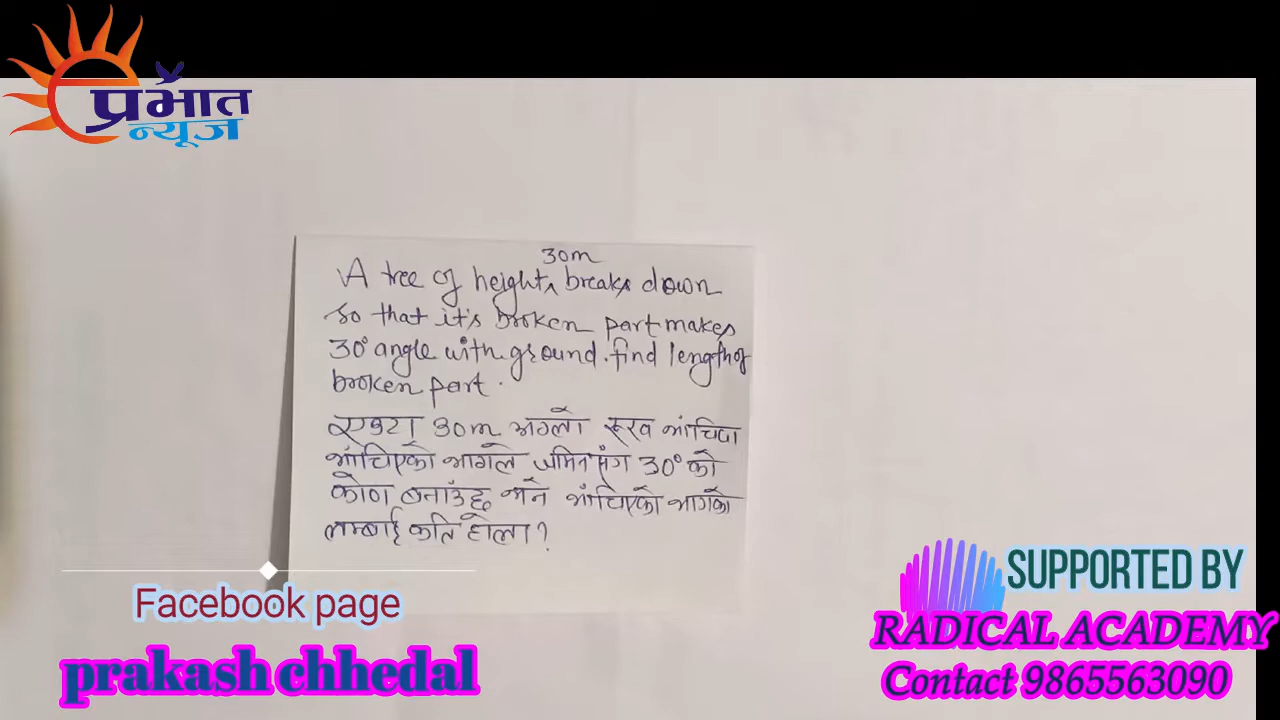 प्रभात
न्यूज
30m
A tree of height breaks down
so that it's broken part makes
30° angle with ground. find length of
broken part.
एउटा 30m अग्लो रूख भाँचिदा
भाँचिएको भागले जमिनसंग 30° को
कोण बनाउँछ भने भाँचिएको भागको
लम्बाई कति होला?
Facebook page
prakash chhedal
SUPPORTED BY
RADICAL ACADEMY
Contact 9865563090